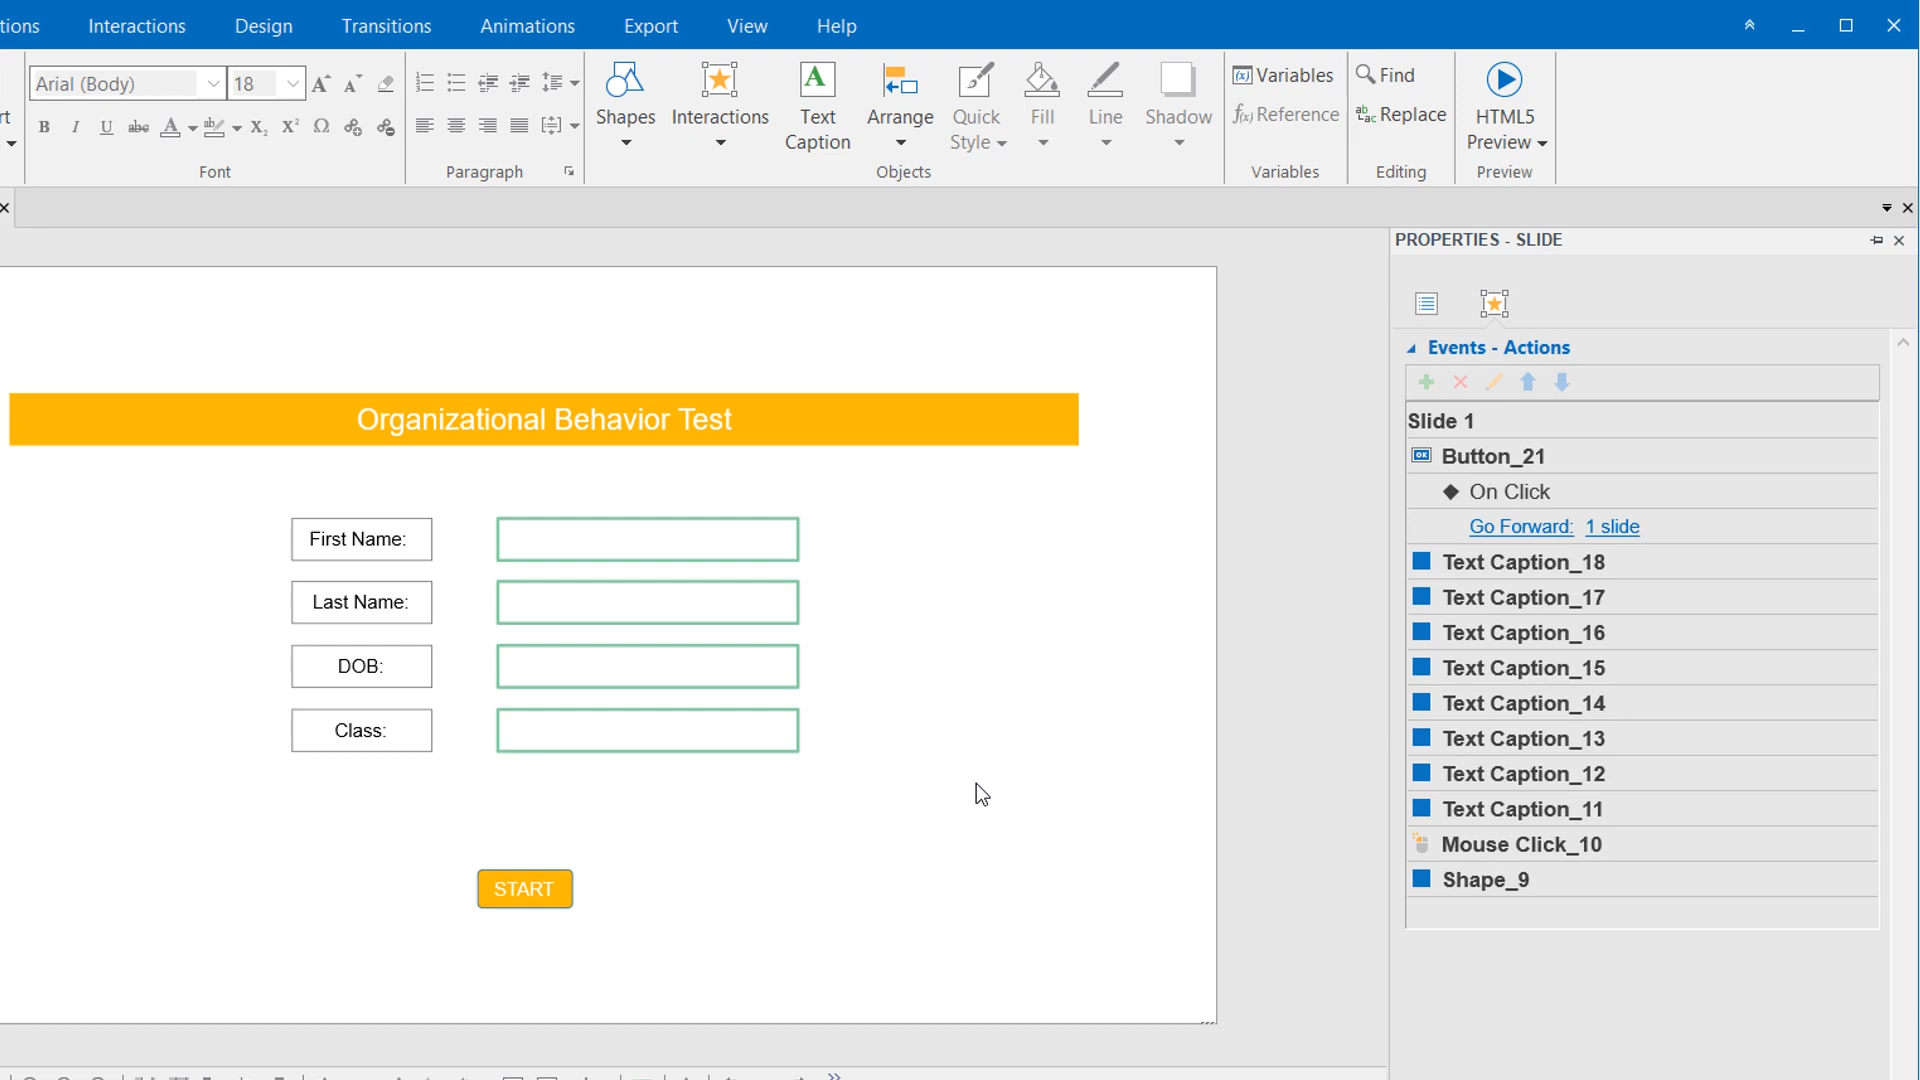 tions Interactions Design Transitions Animations Export View Help
Arial (Body) 18
Shapes Interactions Text Caption Arrange Quick Style Fill Line Shadow
(x) Variables
f(x) Reference
Find
Replace
HTML5 Preview
rt
Font Paragraph Objects Variables Editing Preview
PROPERTIES - SLIDE
Events - Actions
Slide 1
Button_21
On Click
Go Forward: 1 slide
Text Caption_18
Text Caption_17
Text Caption_16
Text Caption_15
Text Caption_14
Text Caption_13
Text Caption_12
Text Caption_11
Mouse Click_10
Shape_9
Organizational Behavior Test
First Name:
Last Name:
DOB:
Class:
START